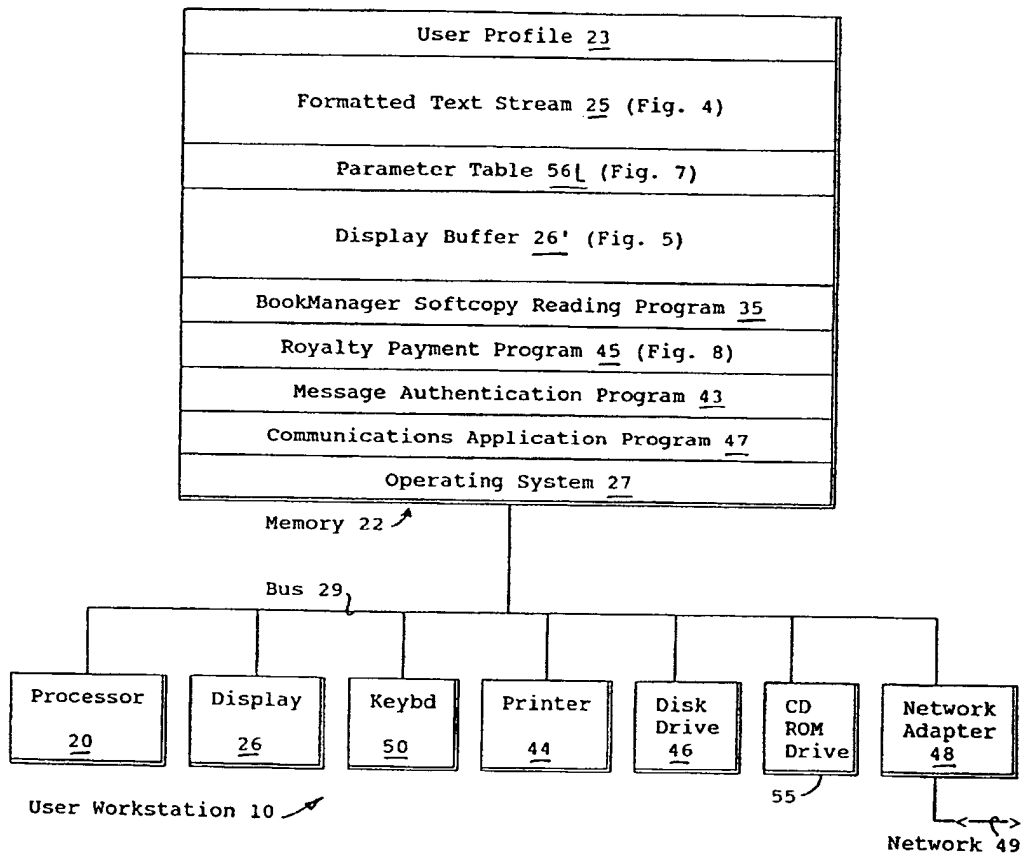 User Profile 23
Formatted Text Stream 25 (Fig. 4)
Parameter Table 56L (Fig. 7)
Display Buffer 26' (Fig. 5)
BookManager Softcopy Reading Program 35
Royalty Payment Program 45 (Fig. 8)
Message Authentication Program 43
Communications Application Program 47
Operating System 27
Memory 22
Bus 29
Processor
20
Display
26
Keybd
50
Printer
44
Disk
Drive
46
CD
ROM
Drive
55
Network
Adapter
48
User Workstation 10
Network 49